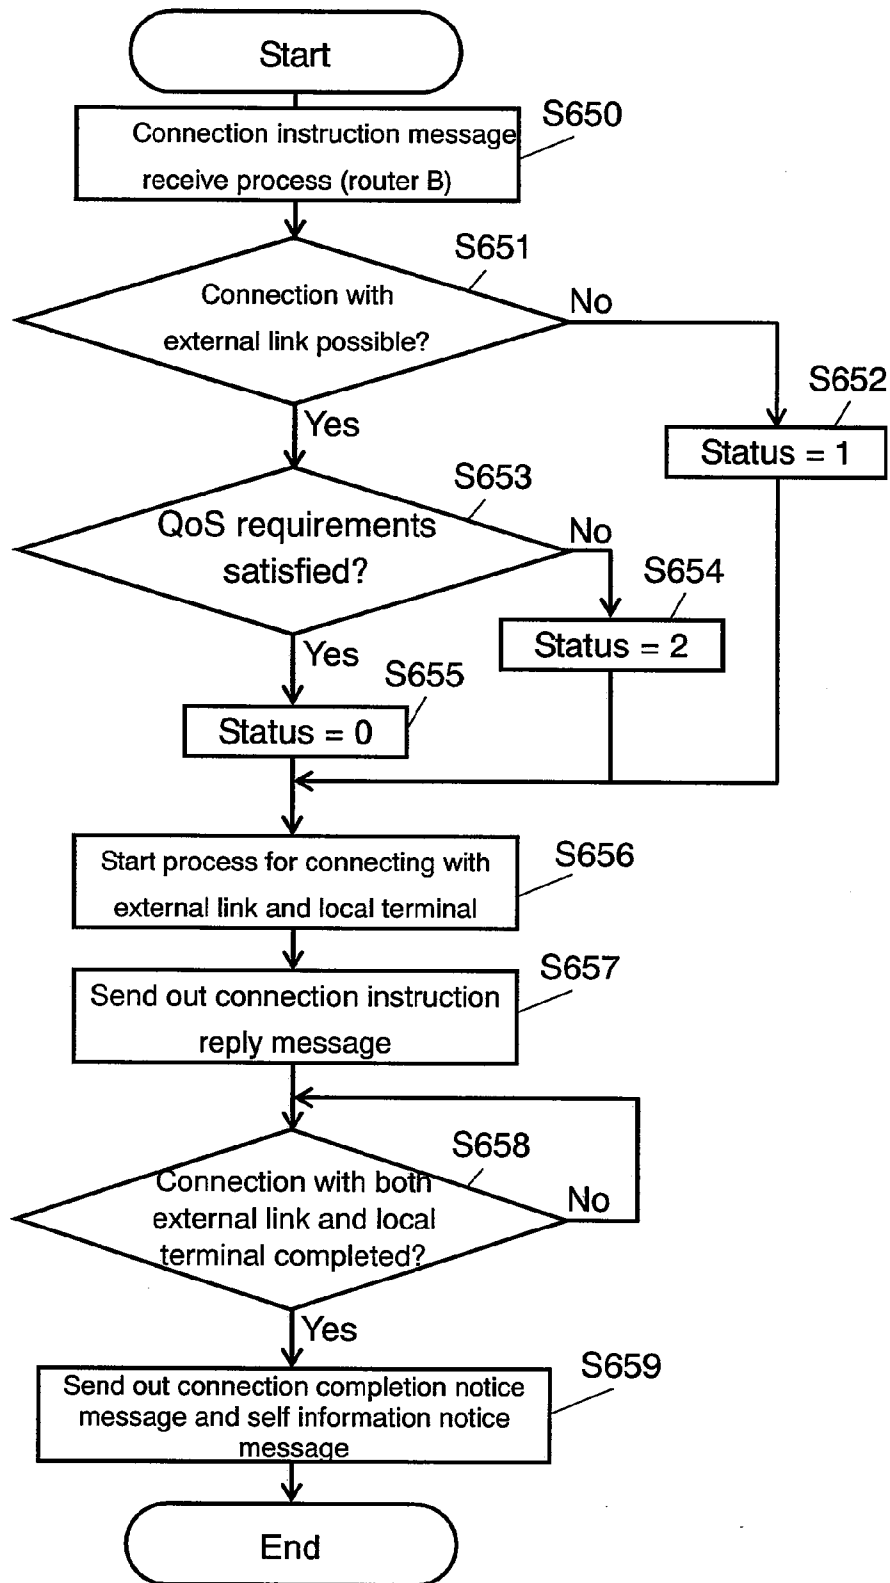 Start
S650
Connection instruction message
receive process (router B)
S651
Connection with
external link possible?
No
S652
Status = 1
Yes
S653
QoS requirements
satisfied?
No
S654
Status = 2
Yes
S655
Status = 0
Start process for connecting with
external link and local terminal
S656
Send out connection instruction
reply message
S657
S658
Connection with both
external link and local
terminal completed?
No
Yes
S659
Send out connection completion notice
message and self information notice
message
End